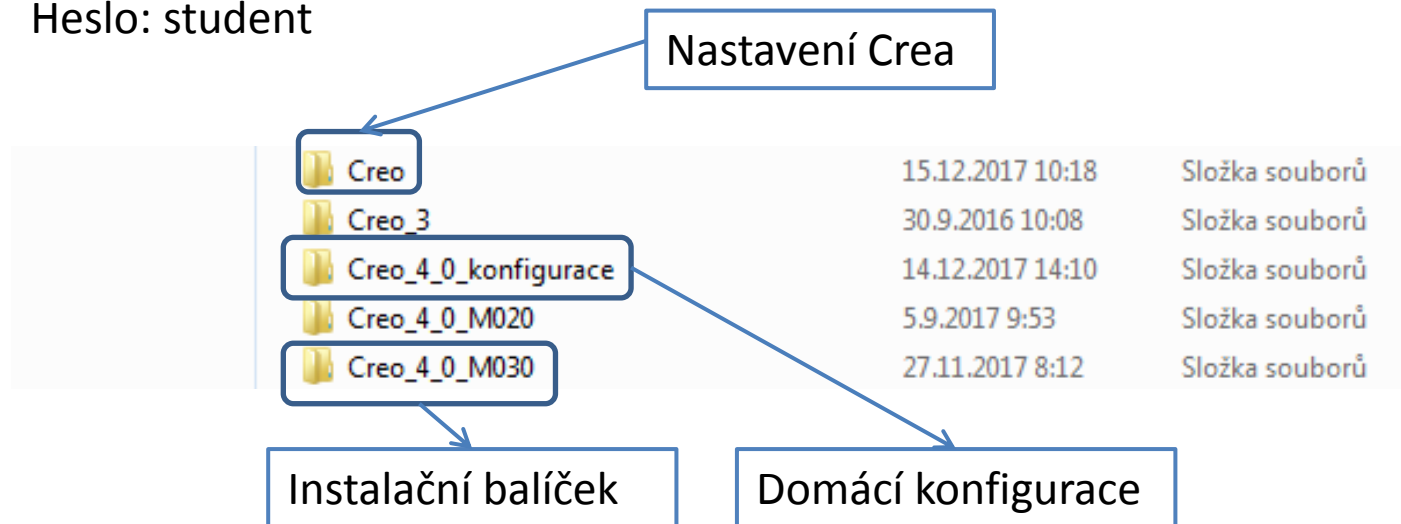 Heslo: student
Nastavení Crea
Creo 15.12.2017 10:18 Složka souborů
Creo_3 30.9.2016 10:08 Složka souborů
Creo_4_0_konfigurace 14.12.2017 14:10 Složka souborů
Creo_4_0_M020 5.9.2017 9:53 Složka souborů
Creo_4_0_M030 27.11.2017 8:12 Složka souborů
Instalační balíček Domácí konfigurace